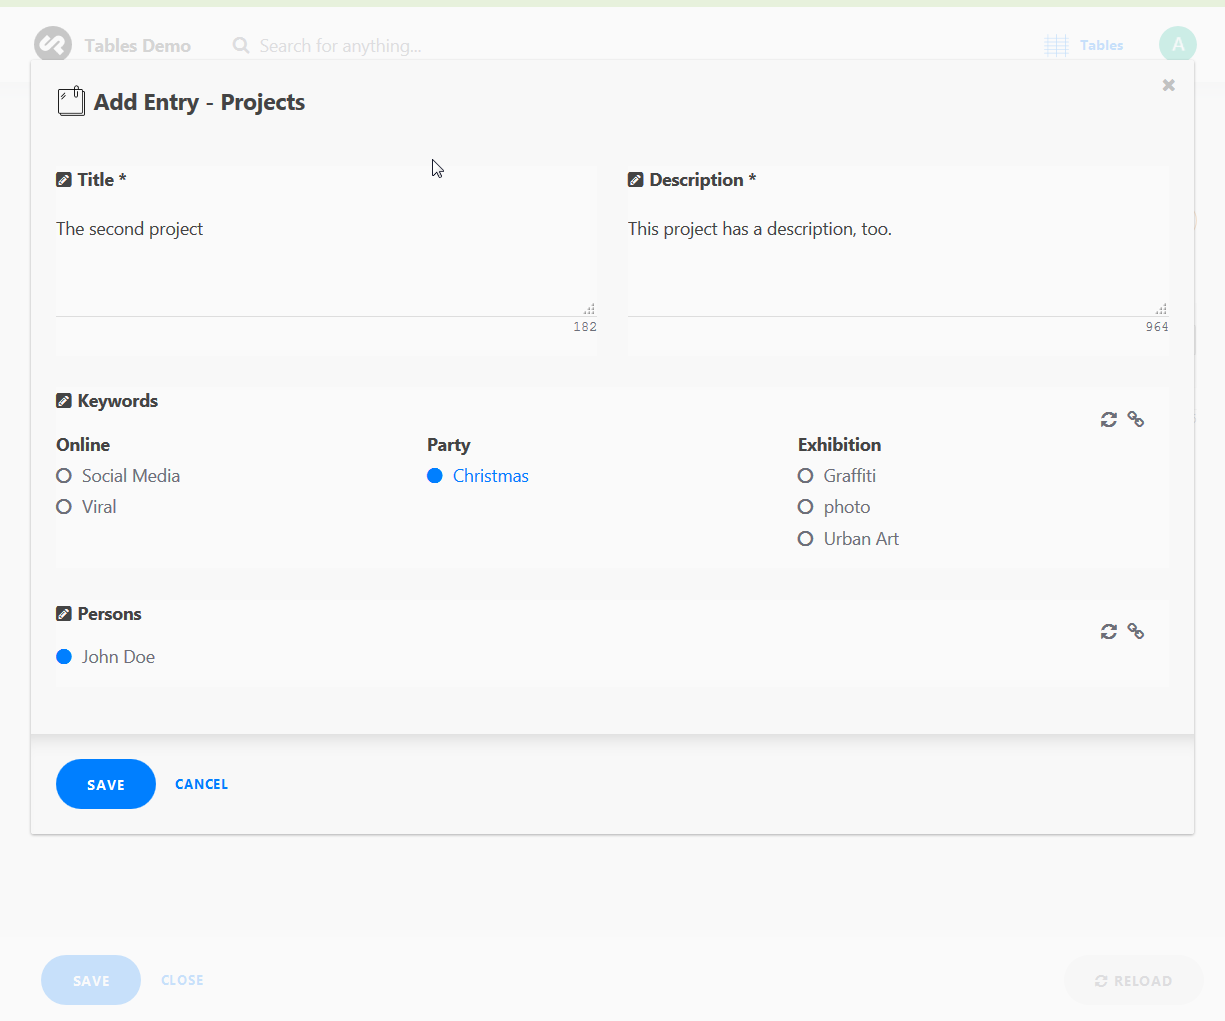 Tables Demo
Search for anything...
Tables
A
Add Entry - Projects
Title *
Description *
The second project
This project has a description, too.
182
964
Keywords
Online
Party
Exhibition
Social Media
Christmas
Graffiti
Viral
photo
Urban Art
Persons
John Doe
SAVE
CANCEL
SAVE
CLOSE
RELOAD